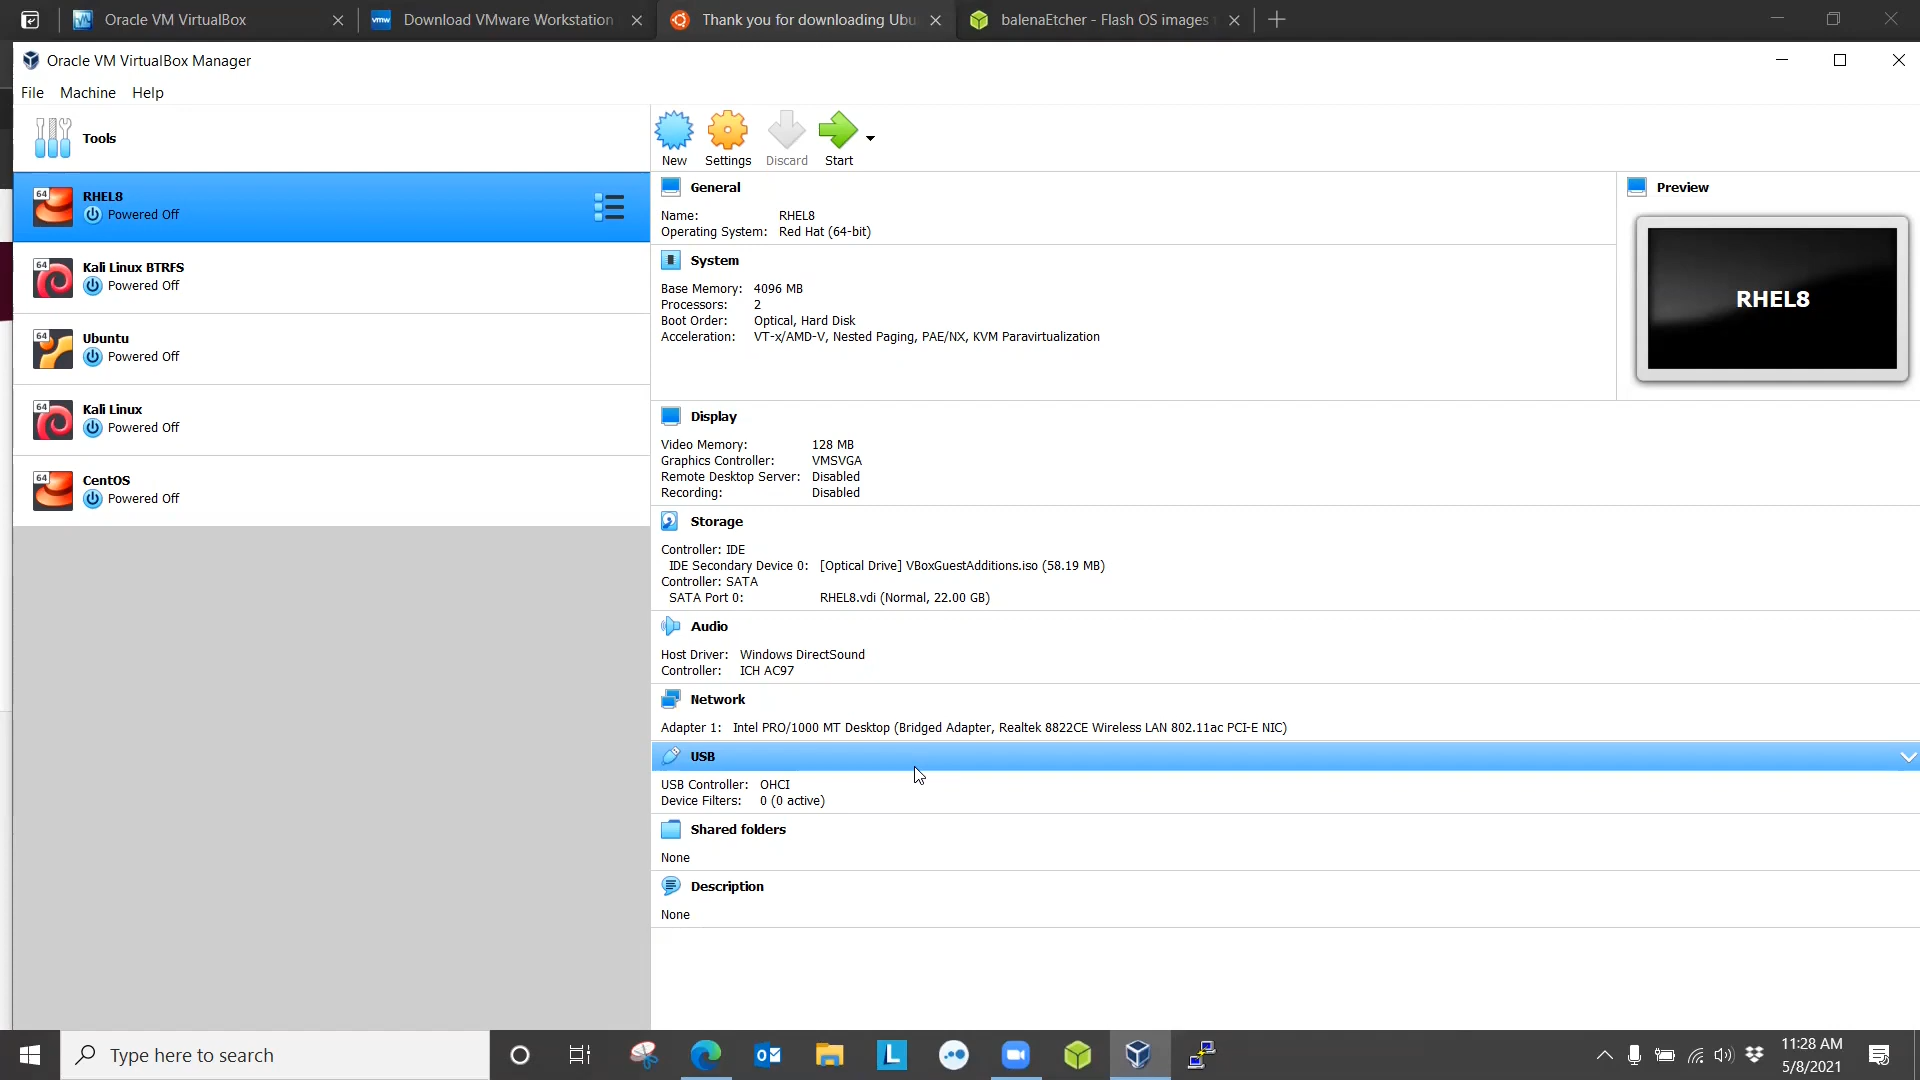 Oracle VM VirtualBox
Download VMware Workstation
Thank you for downloading Ubu
balenaEtcher - Flash OS images
Oracle VM VirtualBox Manager
File Machine Help
Tools
New Settings Discard Start
64
RHEL8
Powered Off
64
Kali Linux BTRFS
Powered Off
64
Ubuntu
Powered Off
64
Kali Linux
Powered Off
64
CentOS
Powered Off
General
Name: RHEL8
Operating System: Red Hat (64-bit)
System
Base Memory: 4096 MB
Processors: 2
Boot Order: Optical, Hard Disk
Acceleration: VT-x/AMD-V, Nested Paging, PAE/NX, KVM Paravirtualization
Preview
RHEL8
Display
Video Memory: 128 MB
Graphics Controller: VMSVGA
Remote Desktop Server: Disabled
Recording: Disabled
Storage
Controller: IDE
IDE Secondary Device 0: [Optical Drive] VBoxGuestAdditions.iso (58.19 MB)
Controller: SATA
SATA Port 0: RHEL8.vdi (Normal, 22.00 GB)
Audio
Host Driver: Windows DirectSound
Controller: ICH AC97
Network
Adapter 1: Intel PRO/1000 MT Desktop (Bridged Adapter, Realtek 8822CE Wireless LAN 802.11ac PCI-E NIC)
USB
USB Controller: OHCI
Device Filters: 0 (0 active)
Shared folders
None
Description
None
Type here to search
11:28 AM
5/8/2021